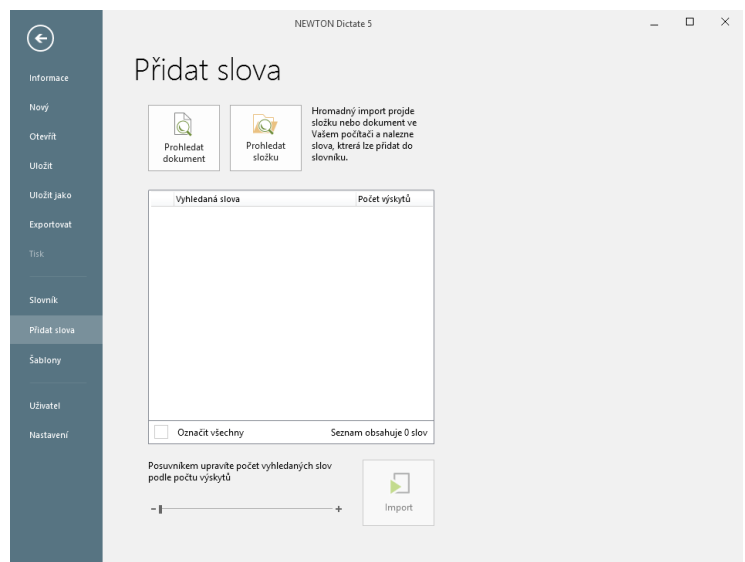 NEWTON Dictate 5
Informace
Nový
Otevřít
Uložit
Uložit jako
Exportovat
Tisk
Slovník
Přidat slova
Šablony
Uživatel
Nastavení
Přidat slova
Prohledat
dokument
Prohledat
složku
Hromadný import projde
složku nebo dokument ve
Vašem počítači a nalezne
slova, ktrerá lze přidat do
slovníku.
Vyhledaná slova Počet výskytů
Označit všechny Seznam obsahuje 0 slov
Posuvníkem upravíte počet vyhledaných slov
podle počtu výskytů
- +
Import